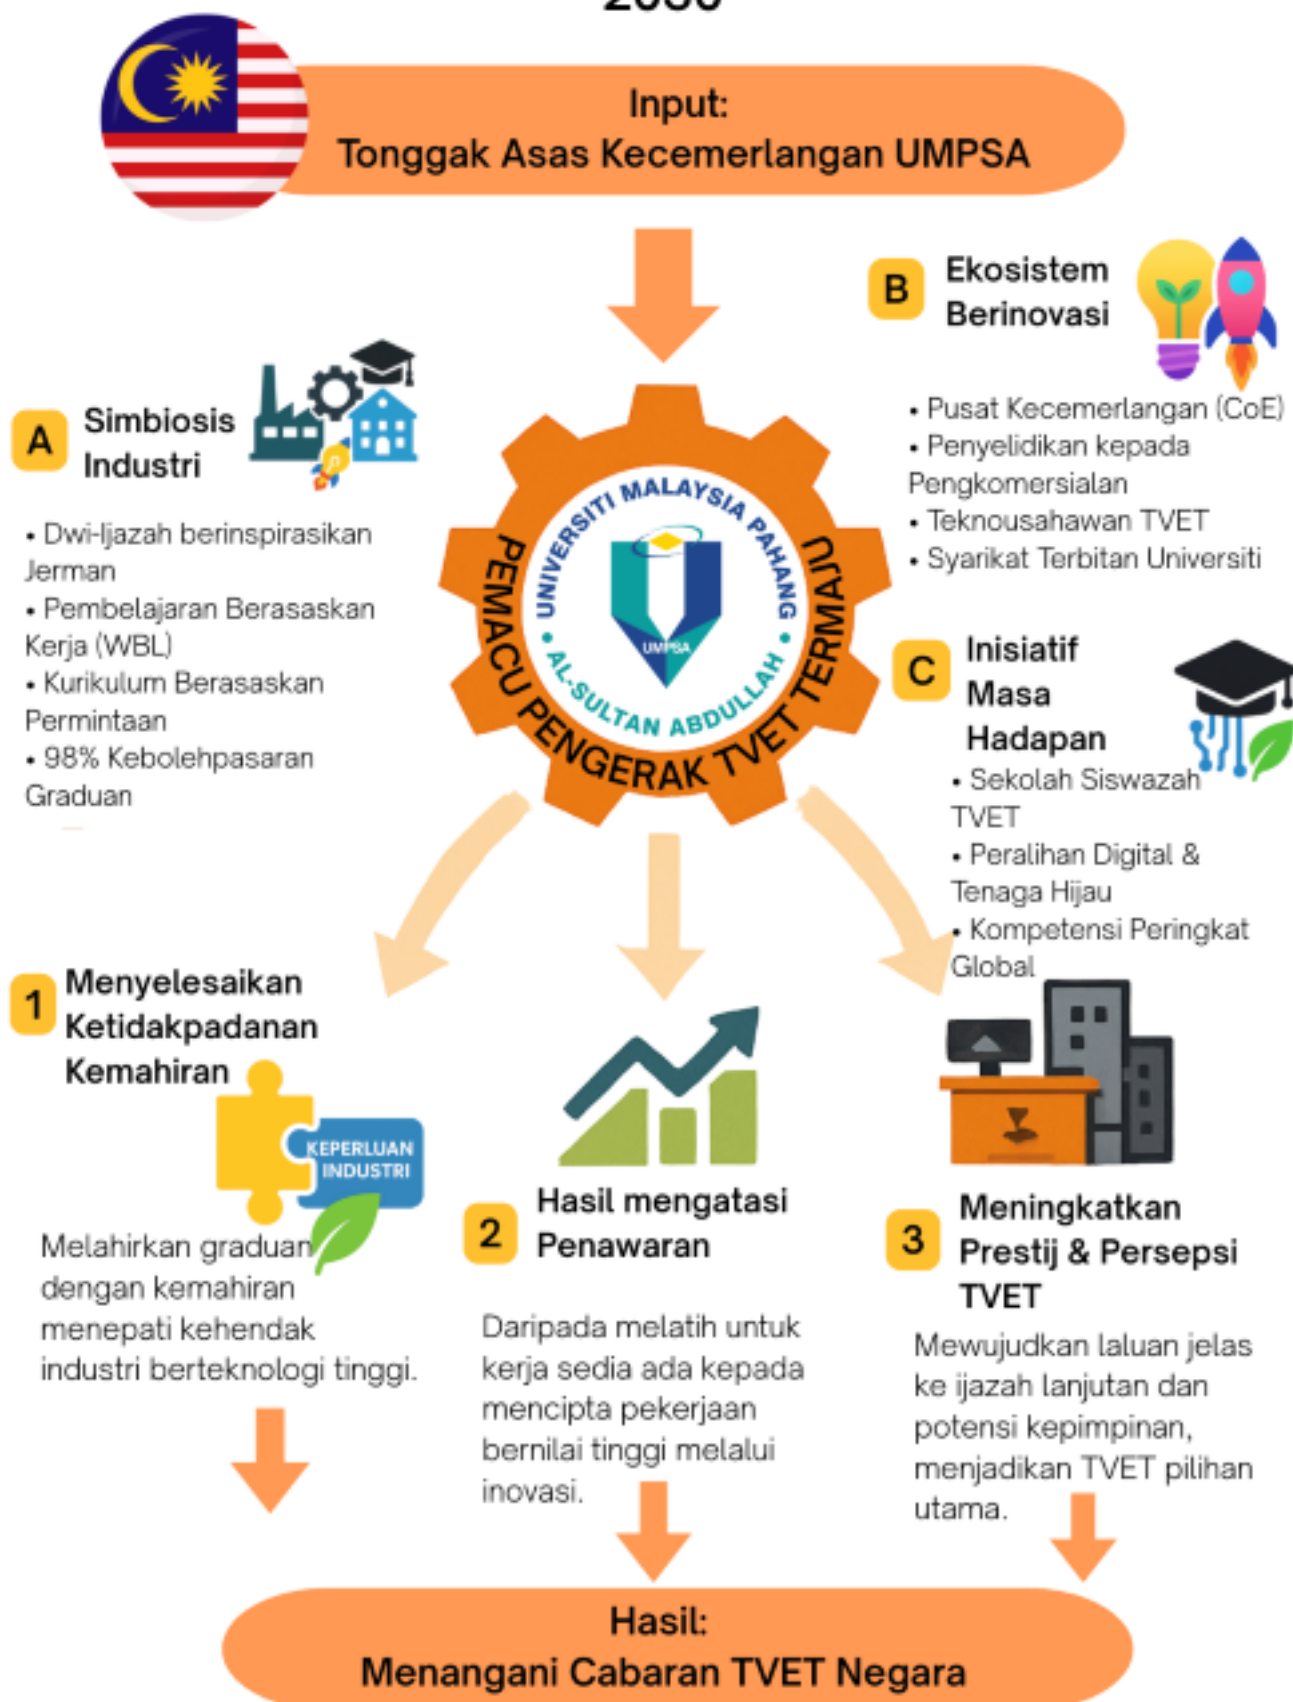 2030
Input:
Tonggak Asas Kecemerlangan UMPSA
B
Ekosistem
Berinovasi
• Pusat Kecemerlangan (CoE)
• Penyelidikan kepada
Pengkomersialan
• Teknousahawan TVET
• Syarikat Terbitan Universiti
A
Simbiosis
Industri
• Dwi-Ijazah berinspirasikan
Jerman
• Pembelajaran Berasaskan
Kerja (WBL)
• Kurikulum Berasaskan
Permintaan
• 98% Kebolehpasaran
Graduan
UNIVERSITI MALAYSIA PAHANG
• AL-SULTAN ABDULLAH •
UMPSA
PEMACU PENGERAK TVET TERMAJU
C
Inisiatif
Masa
Hadapan
• Sekolah Siswazah
TVET
• Peralihan Digital &
Tenaga Hijau
• Kompetensi Peringkat
Global
1
Menyelesaikan
Ketidakpadanan
Kemahiran
KEPERLUAN
INDUSTRI
Melahirkan graduan
dengan kemahiran
menepati kehendak
industri berteknologi tinggi.
2
Hasil mengatasi
Penawaran
Daripada melatih untuk
kerja sedia ada kepada
mencipta pekerjaan
bernilai tinggi melalui
inovasi.
3
Meningkatkan
Prestij & Persepsi
TVET
Mewujudkan laluan jelas
ke ijazah lanjutan dan
potensi kepimpinan,
menjadikan TVET pilihan
utama.
Hasil:
Menangani Cabaran TVET Negara